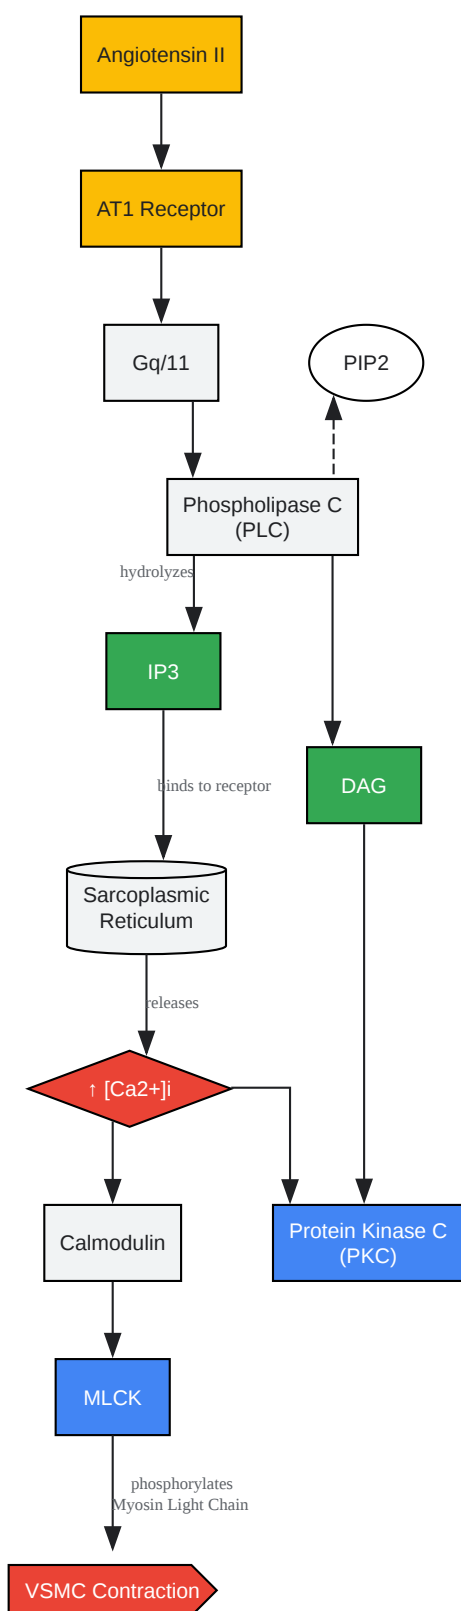 Angiotensin II
AT1 Receptor
Gq/11
PIP2
Phospholipase C
(PLC)
hydrolyzes
IP3
binds to receptor
DAG
Sarcoplasmic
Reticulum
releases
↑ [Ca2+]i
Calmodulin
Protein Kinase C
(PKC)
MLCK
phosphorylates
Myosin Light Chain
VSMC Contraction